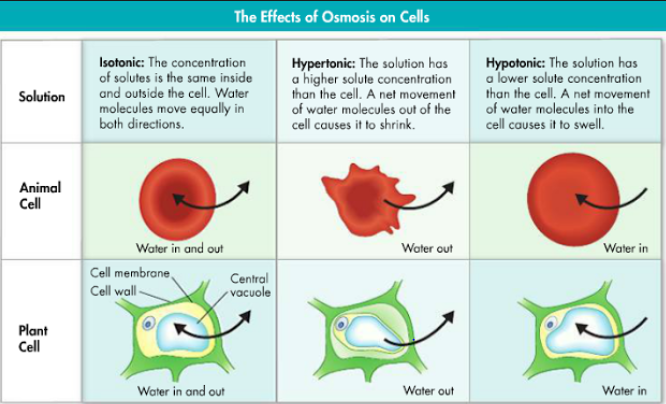 The Effects of Osmosis on Cells
Solution
Isotonic: The concentration
of solutes is the same inside
and outside the cell. Water
molecules move equally in
both directions.
Hypertonic: The solution has
a higher solute concentration
than the cell. A net movement
of water molecules out of the
cell causes it to shrink.
Hypotonic: The solution has
a lower solute concentration
than the cell. A net movement
of water molecules into the
cell causes it to swell.
Animal
Cell
Water in and out
Water out
Water in
Plant
Cell
Cell membrane
Cell wall
Central
vacuole
Water in and out
Water out
Water in